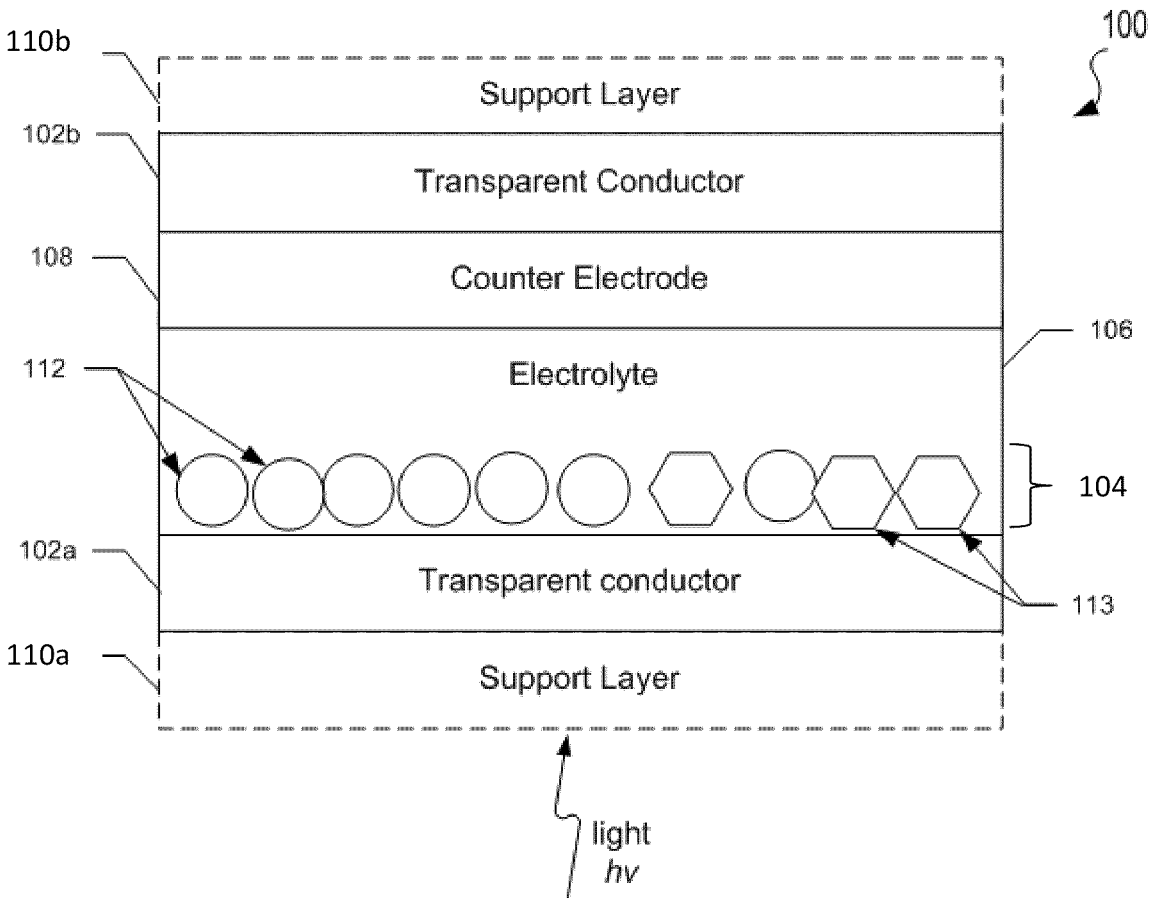 100
110b
Support Layer
102b
Transparent Conductor
108
Counter Electrode
106
112
Electrolyte
104
102a
Transparent conductor
113
110a
Support Layer
light
hv